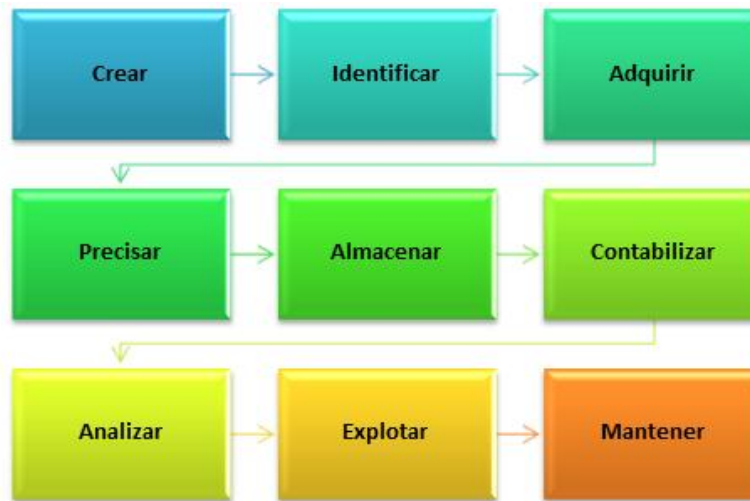 Crear
Identificar
Adquirir
Precisar
Almacenar
Contabilizar
Analizar
Explotar
Mantener